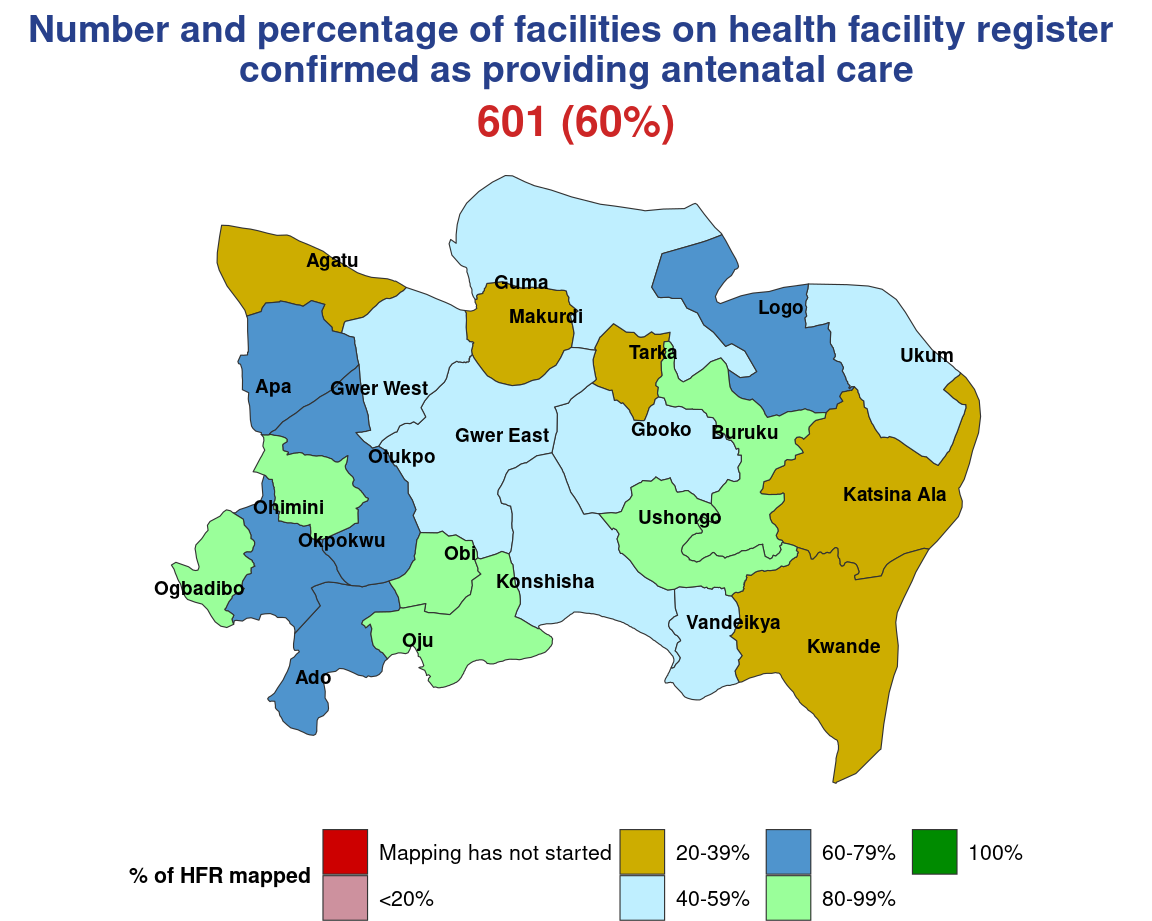 Number and percentage of facilities on health facility register
confirmed as providing antenatal care
601 (60%)
Agatu
Guma
Makurdi
Logo
Tarka
Ukum
Apa
Gwer West
Gwer East
Gboko
Buruku
Otukpo
Katsina Ala
Ohimini
Ushongo
Okpokwu
Obi
Ogbadibo
Konshisha
Vandeikya
Oju
Kwande
Ado
% of HFR mapped
Mapping has not started
<20%
20-39%
40-59%
60-79%
80-99%
100%